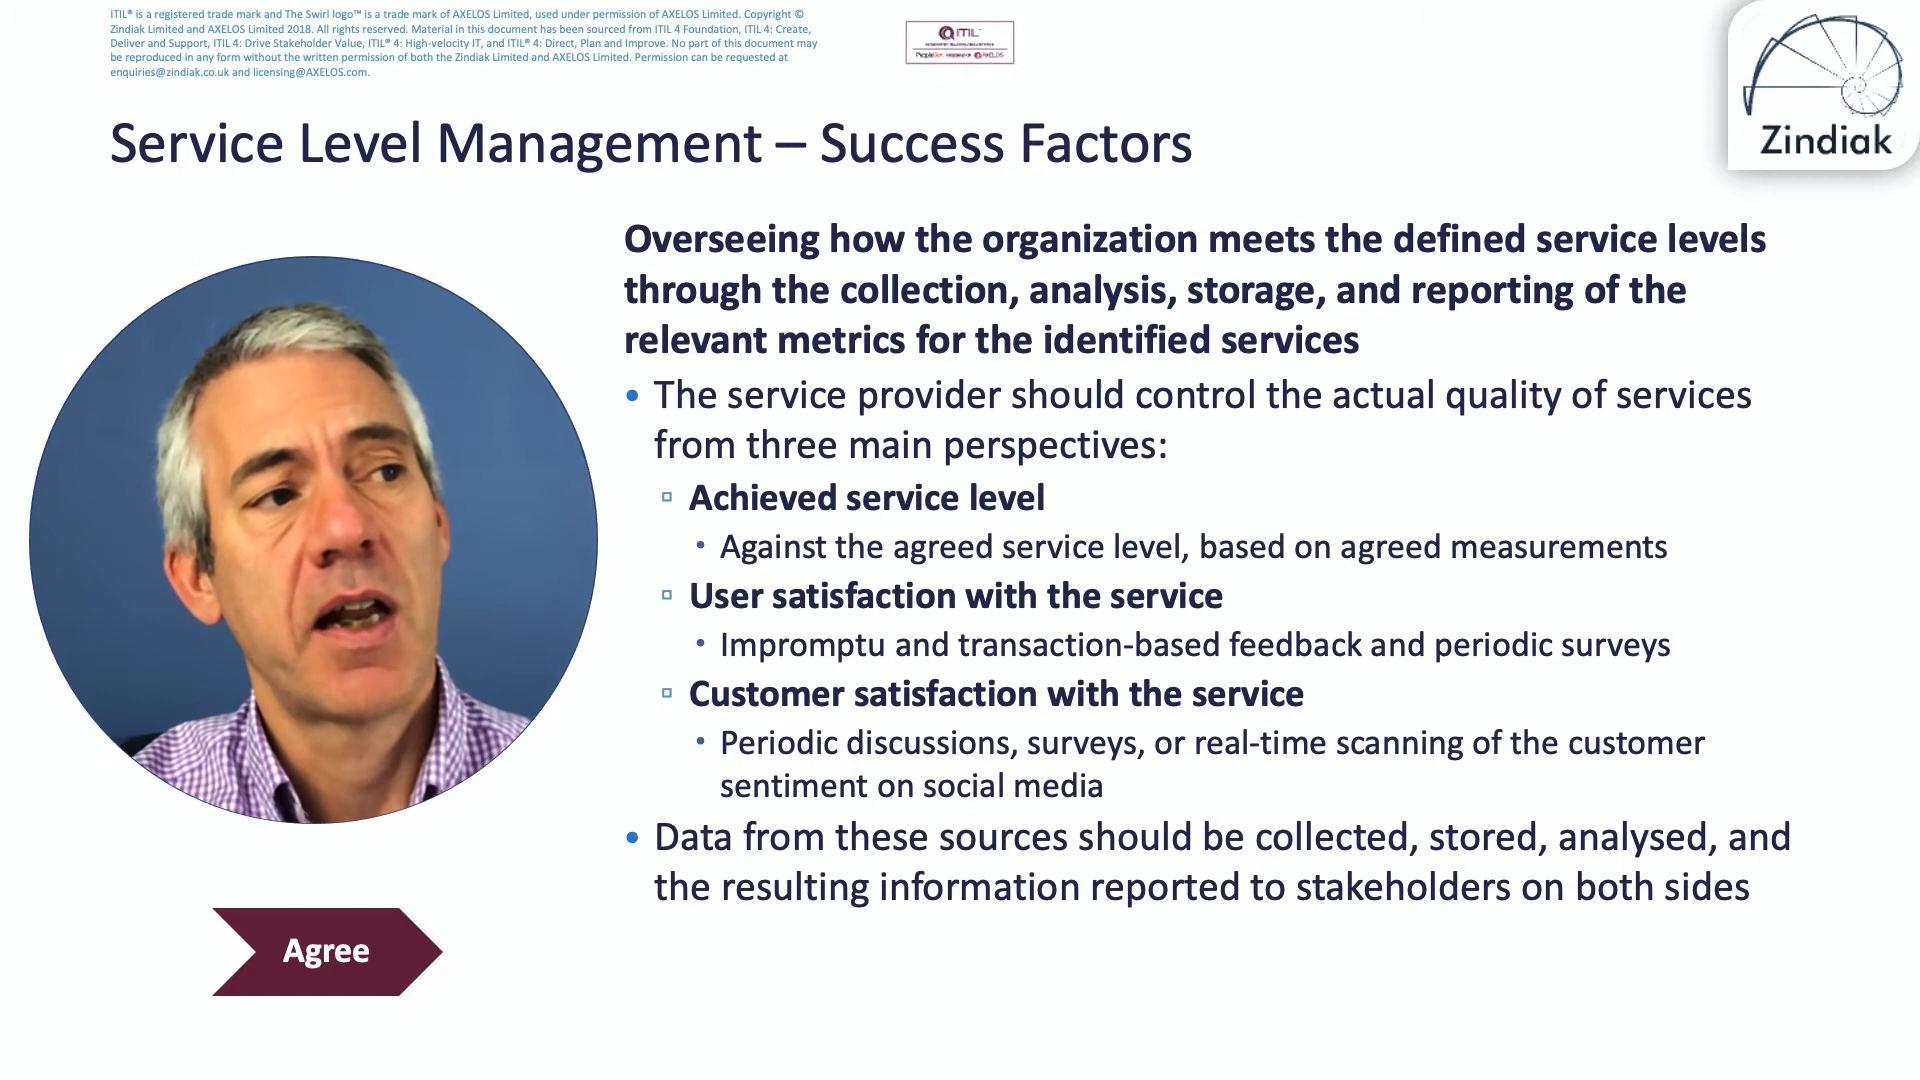 ITIL® is a registered trade mark and The Swirl logo™ is a trade mark of AXELOS Limited, used under permission of AXELOS Limited. Copyright ©
Zindiak Limited and AXELOS Limited 2018. All rights reserved. Material in this document has been sourced from ITIL 4 Foundation, ITIL 4: Create,
Deliver and Support, ITIL 4: Drive Stakeholder Value, ITIL® 4: High-velocity IT, and ITIL® 4: Direct, Plan and Improve. No part of this document may
be reproduced in any form without the written permission of both the Zindiak Limited and AXELOS Limited. Permission can be requested at
enquiries@zindiak.co.uk and licensing@AXELOS.com.
ITIL
Zindiak
Service Level Management – Success Factors
Overseeing how the organization meets the defined service levels
through the collection, analysis, storage, and reporting of the
relevant metrics for the identified services
• The service provider should control the actual quality of services
from three main perspectives:
▫ Achieved service level
• Against the agreed service level, based on agreed measurements
▫ User satisfaction with the service
• Impromptu and transaction-based feedback and periodic surveys
▫ Customer satisfaction with the service
• Periodic discussions, surveys, or real-time scanning of the customer
sentiment on social media
• Data from these sources should be collected, stored, analysed, and
the resulting information reported to stakeholders on both sides
Agree